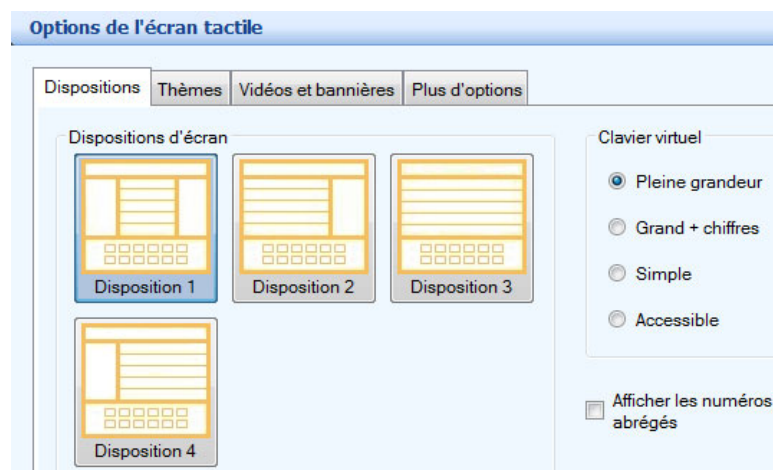 Options de l'écran tactile
Dispositions Thèmes Vidéos et bannières Plus d'options
Dispositions d'écran
Disposition 1 Disposition 2 Disposition 3
Disposition 4
Clavier virtuel
Pleine grandeur
Grand + chiffres
Simple
Accessible
Afficher les numéros
abrégés